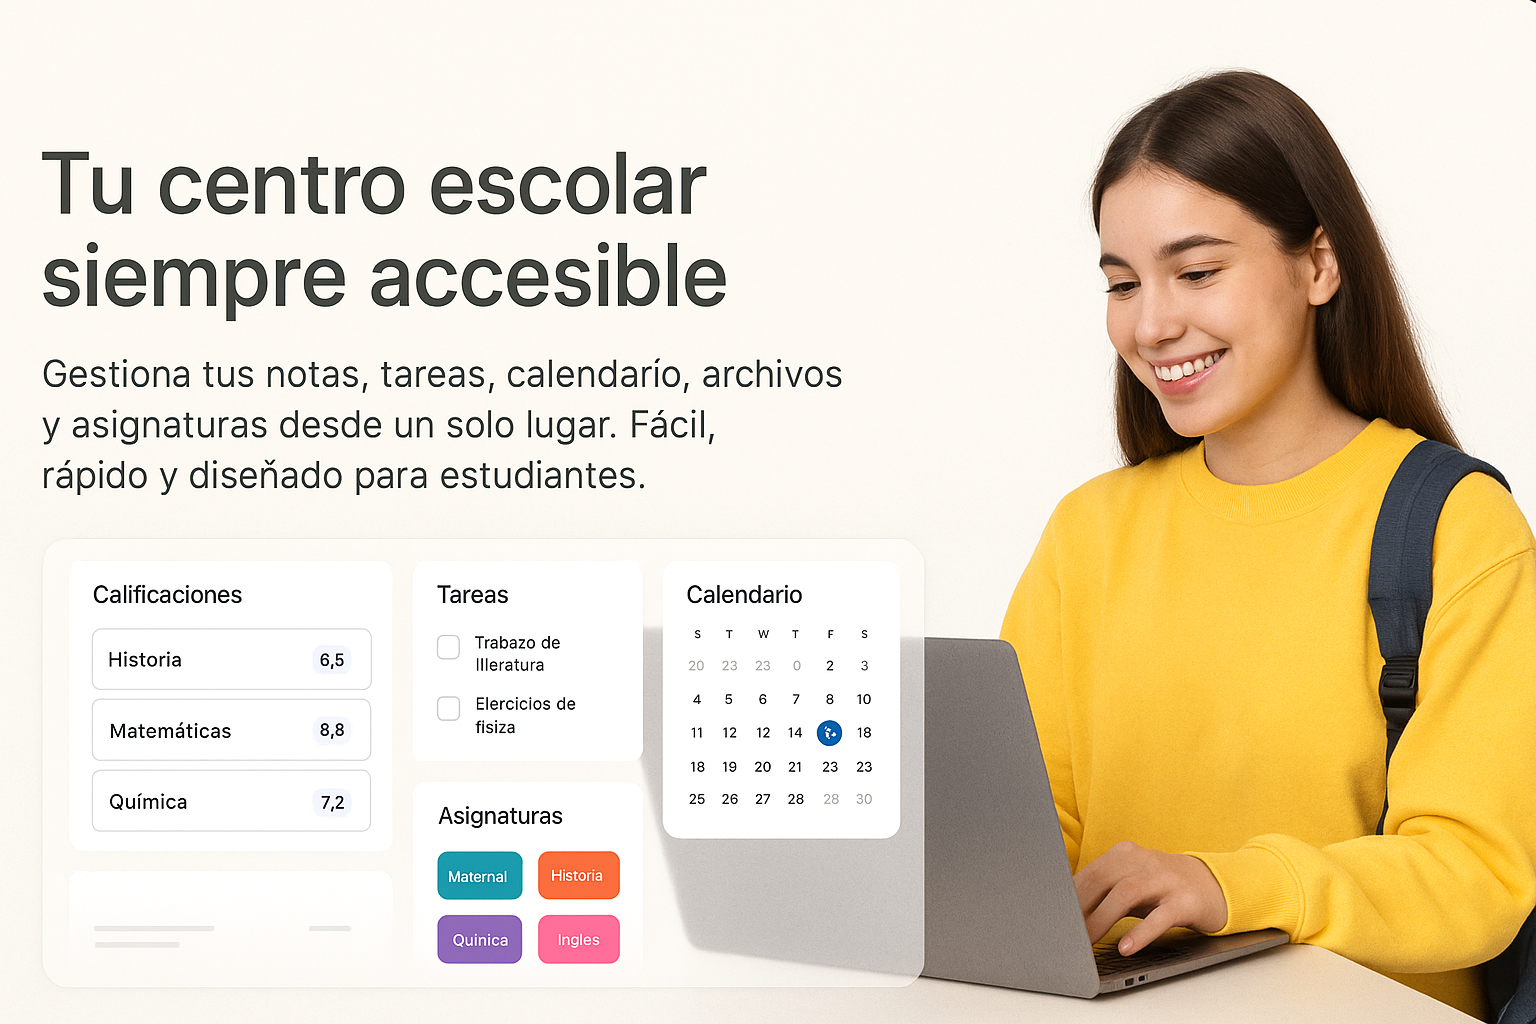 Tu centro escolar
siempre accesible
Gestiona tus notas, tareas, calendarío, archivos
y asignaturas desde un solo lugar. Fácil,
rápido y diseňado para estudiantes.
Calificaciones
Historia 6,5
Matemáticas 8,8
Química 7,2
Tareas
Trabazo de
Illeratura
Elercicios de
fisiza
Asignaturas
Maternal Historia
Quinica Ingles
Calendario
S T W T F S
20 23 23 0 2 3
4 5 6 7 8 10
11 12 12 14 18
18 19 20 21 23 23
25 26 27 28 28 30